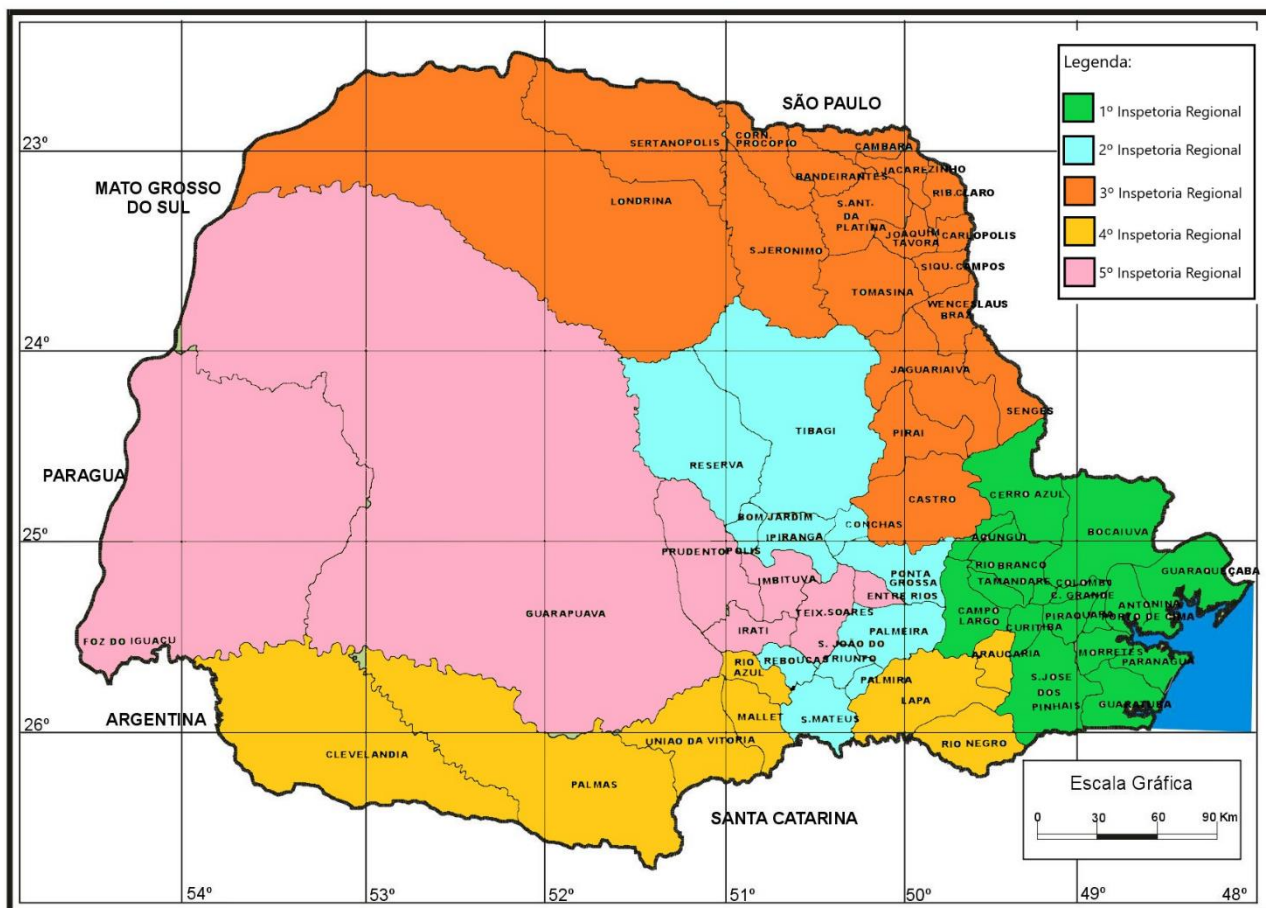 Legenda:
1º Inspetoria Regional
2º Inspetoria Regional
3º Inspetoria Regional
4º Inspetoria Regional
5º Inspetoria Regional
SÃO PAULO
23º
SERTANOPOLIS
CORN.
PROCOPIO
CAMBARA
MATO GROSSO
DO SUL
LONDRINA
BANDEIRANTES
JACAREZINHO
RIB.CLARO
S.ANT.
DA
PLATINA
JOAQUIM
TAVORA
CARLOPOLIS
S.JERONIMO
SIQU.CAMPOS
TOMASINA
WENCESLAUS
BRAZ
24º
JAGUARIAIVA
SENGES
TIBAGI
PIRAI
RESERVA
PARAGUA
CASTRO
CERRO AZUL
BOM JARDIM
CONCHAS
BOCAIUVA
25º
IPIRANGA
AÇUNGUI
PRUDENTOPOLIS
IMBITUVA
PONTA
GROSSA
RIO BRANCO
GUARAQUEÇABA
TAMANDARE
COLOMBO
C. GRANDE
ENTRE RIOS
ANTONINA
GUARAPUAVA
TEIX.SOARES
CAMPO
LARGO
PIRAQUARA
PORTO DE CIMA
CURITIBA
IRATI
PALMEIRA
FOZ DO IGUAÇU
S. JOÃO DO
TRIUNFO
REBOUCAS
RIO
AZUL
ARAUCARIA
MORRETES
PARANAGUA
PALMIRA
S.JOSE
DOS
PINHAIS
LAPA
GUARATUBA
ARGENTINA
MALLET
S.MATEUS
26º
UNIAO DA VITORIA
RIO NEGRO
CLEVELANDIA
PALMAS
SANTA CATARINA
Escala Gráfica
0 30 60 90 Km
54º 53º 52º 51º 50º 49º 48º